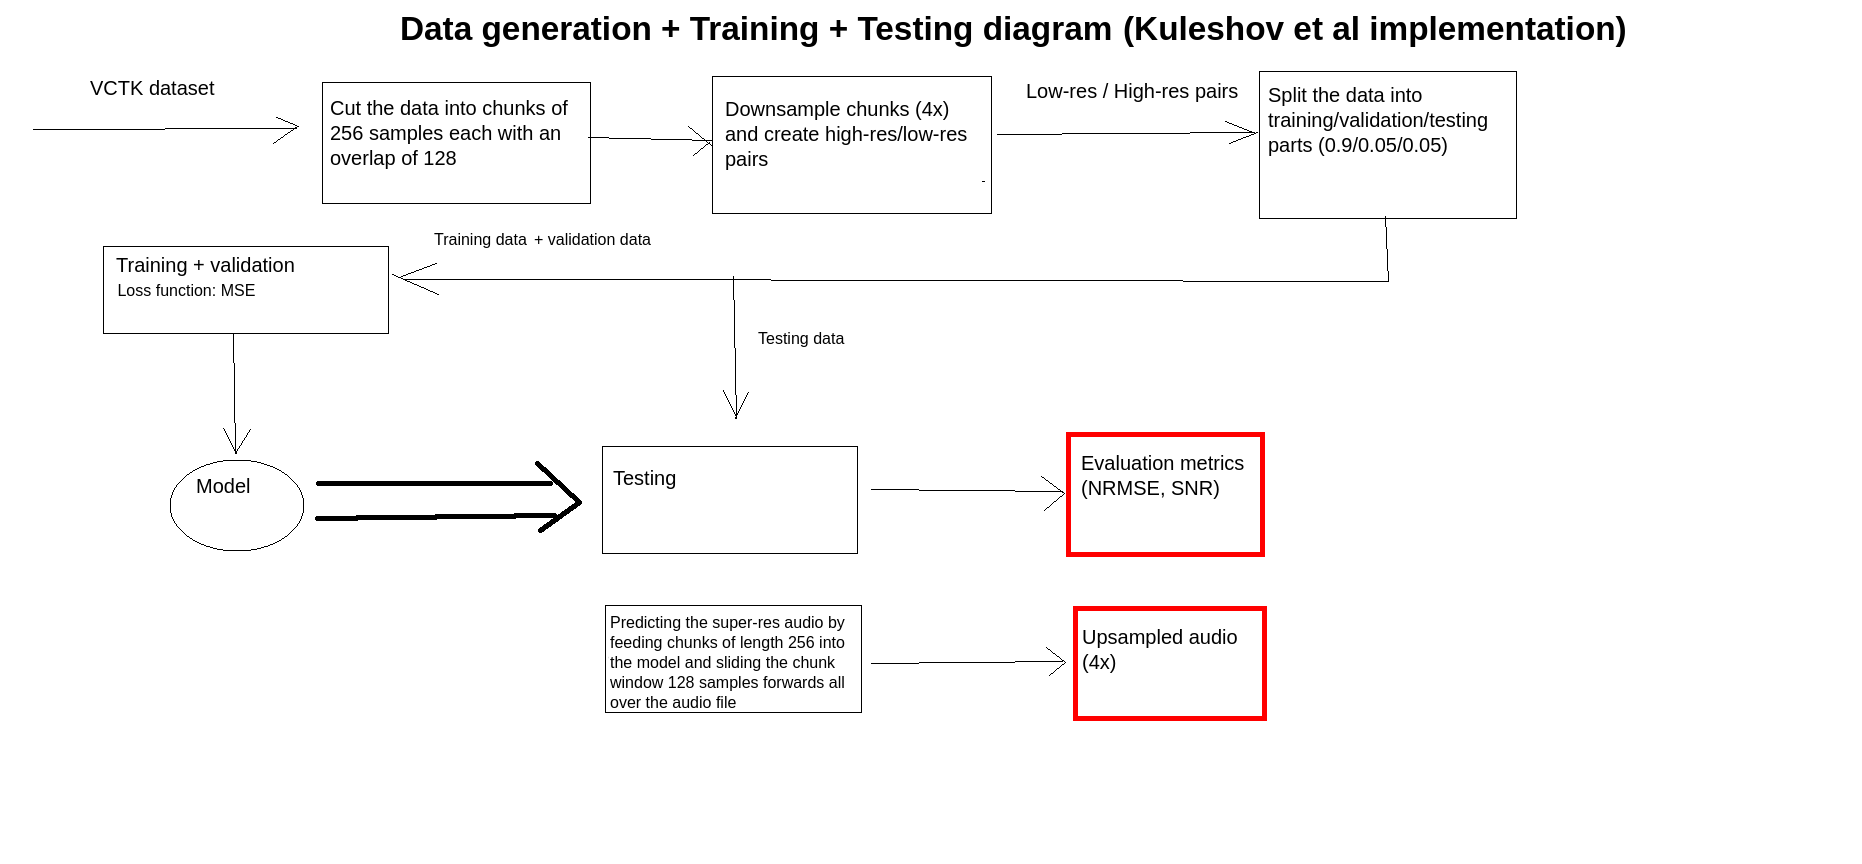 Data generation + Training + Testing diagram (Kuleshov et al implementation)
VCTK dataset
Cut the data into chunks of
256 samples each with an
overlap of 128
Downsample chunks (4x)
and create high-res/low-res
pairs
Low-res / High-res pairs
Split the data into
training/validation/testing
parts (0.9/0.05/0.05)
Training data + validation data
Training + validation
Loss function: MSE
Testing data
Model
Testing
Evaluation metrics
(NRMSE, SNR)
Predicting the super-res audio by
feeding chunks of length 256 into
the model and sliding the chunk
window 128 samples forwards all
over the audio file
Upsampled audio
(4x)